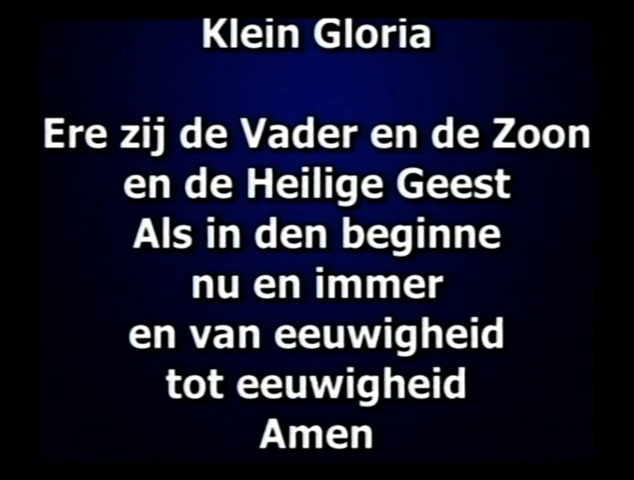 Klein Gloria
Ere zij de Vader en de Zoon
en de Heilige Geest
Als in den beginne
nu en immer
en van eeuwigheid
tot eeuwigheid
Amen